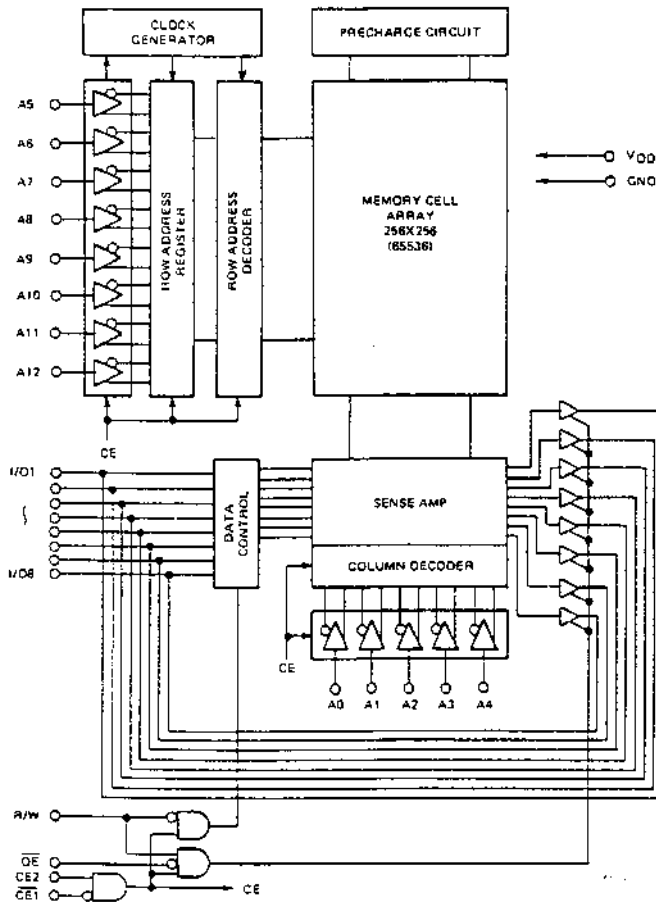 CLOCK
GENERATOR
PRECHARGE CIRCUIT
A5
A6
A7
A8
A9
A10
A11
A12
ROW ADDRESS
REGISTER
ROW ADDRESS
DECODER
MEMORY CELL
ARRAY
256X256
(65536)
VDD
GND
CE
I/O1
I/O8
DATA
CONTROL
SENSE AMP
COLUMN DECODER
CE
A0
A1
A2
A3
A4
R/W
OE
CE2
CE1
CE